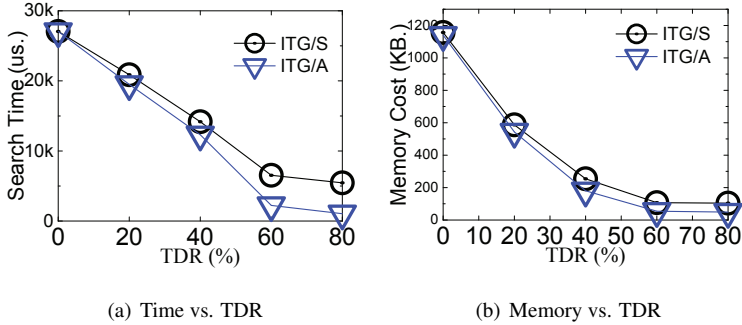 30k
20k
10k
0
0
20
40
60
80
Search Time (us.)
TDR (%)
ITG/S
ITG/A
(a) Time vs. TDR
1200
1000
800
600
400
200
0
0
10
20
30
40
50
60
70
80
Memory Cost (KB.)
TDR (%)
ITG/S
ITG/A
(b) Memory vs. TDR